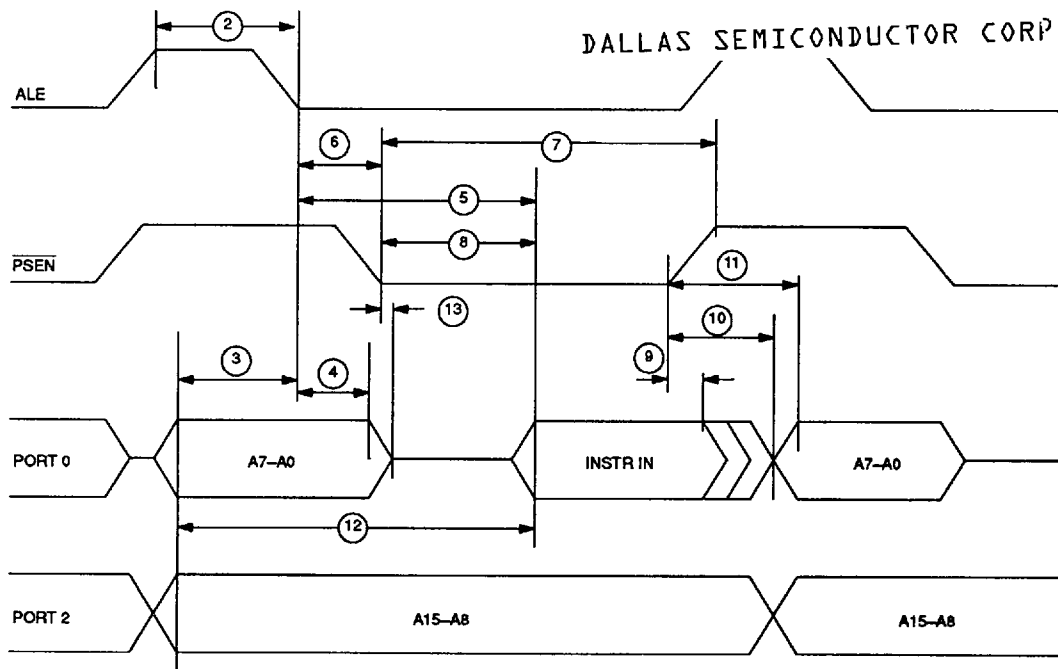 2
DALLAS SEMICONDUCTOR CORP
ALE
6
7
5
8
PSEN
11
13
10
9
3
4
PORT 0
A7–A0
INSTR IN
A7–A0
12
PORT 2
A15–A8
A15–A8